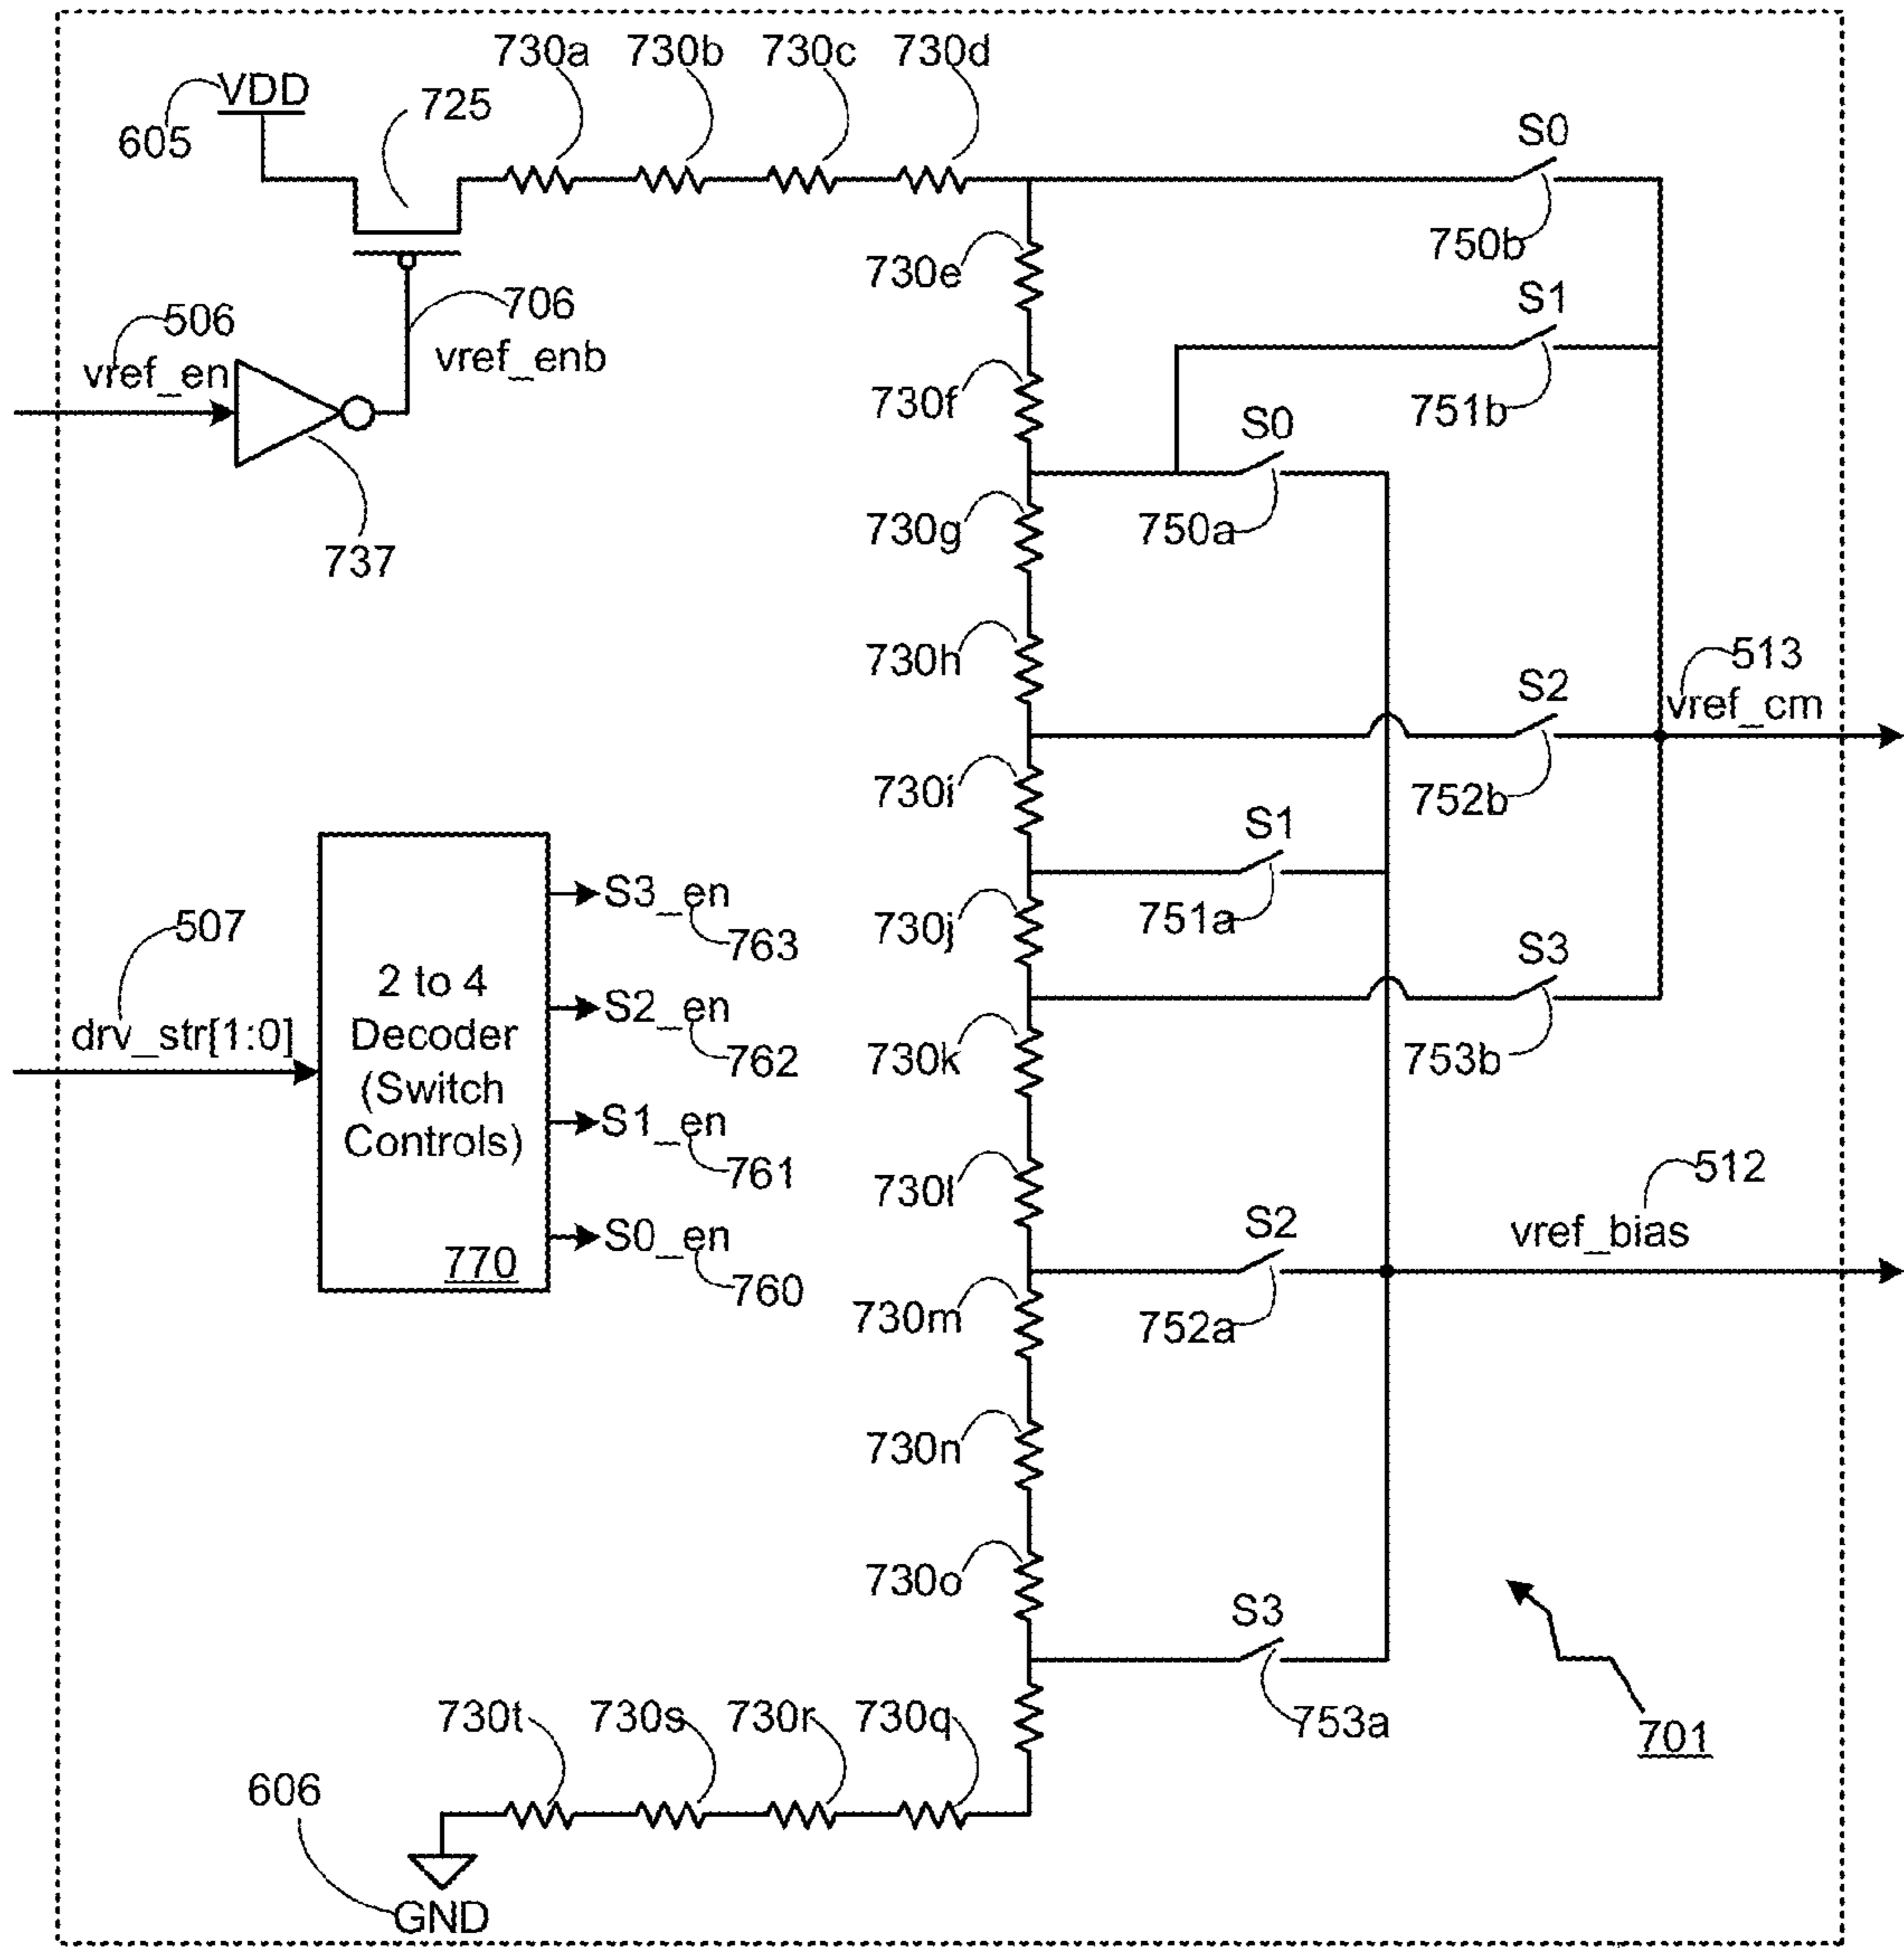 730a 730b 730c 730d
VDD
605
725
S0
750b
730e
S1
706
506
vref_en
vref_enb
751b
730f
S0
737
730g
750a
730h
513
S2
vref_cm
730i
752b
S1
S3_en
763
730j
751a
507
S3
2 to 4
Decoder
(Switch
Controls)
770
drv_str[1:0]
S2_en
762
730k
753b
S1_en
761
730l
512
S2
vref_bias
S0_en
760
730m
752a
730n
730o
S3
753a
701
730t 730s 730r 730q
606
GND